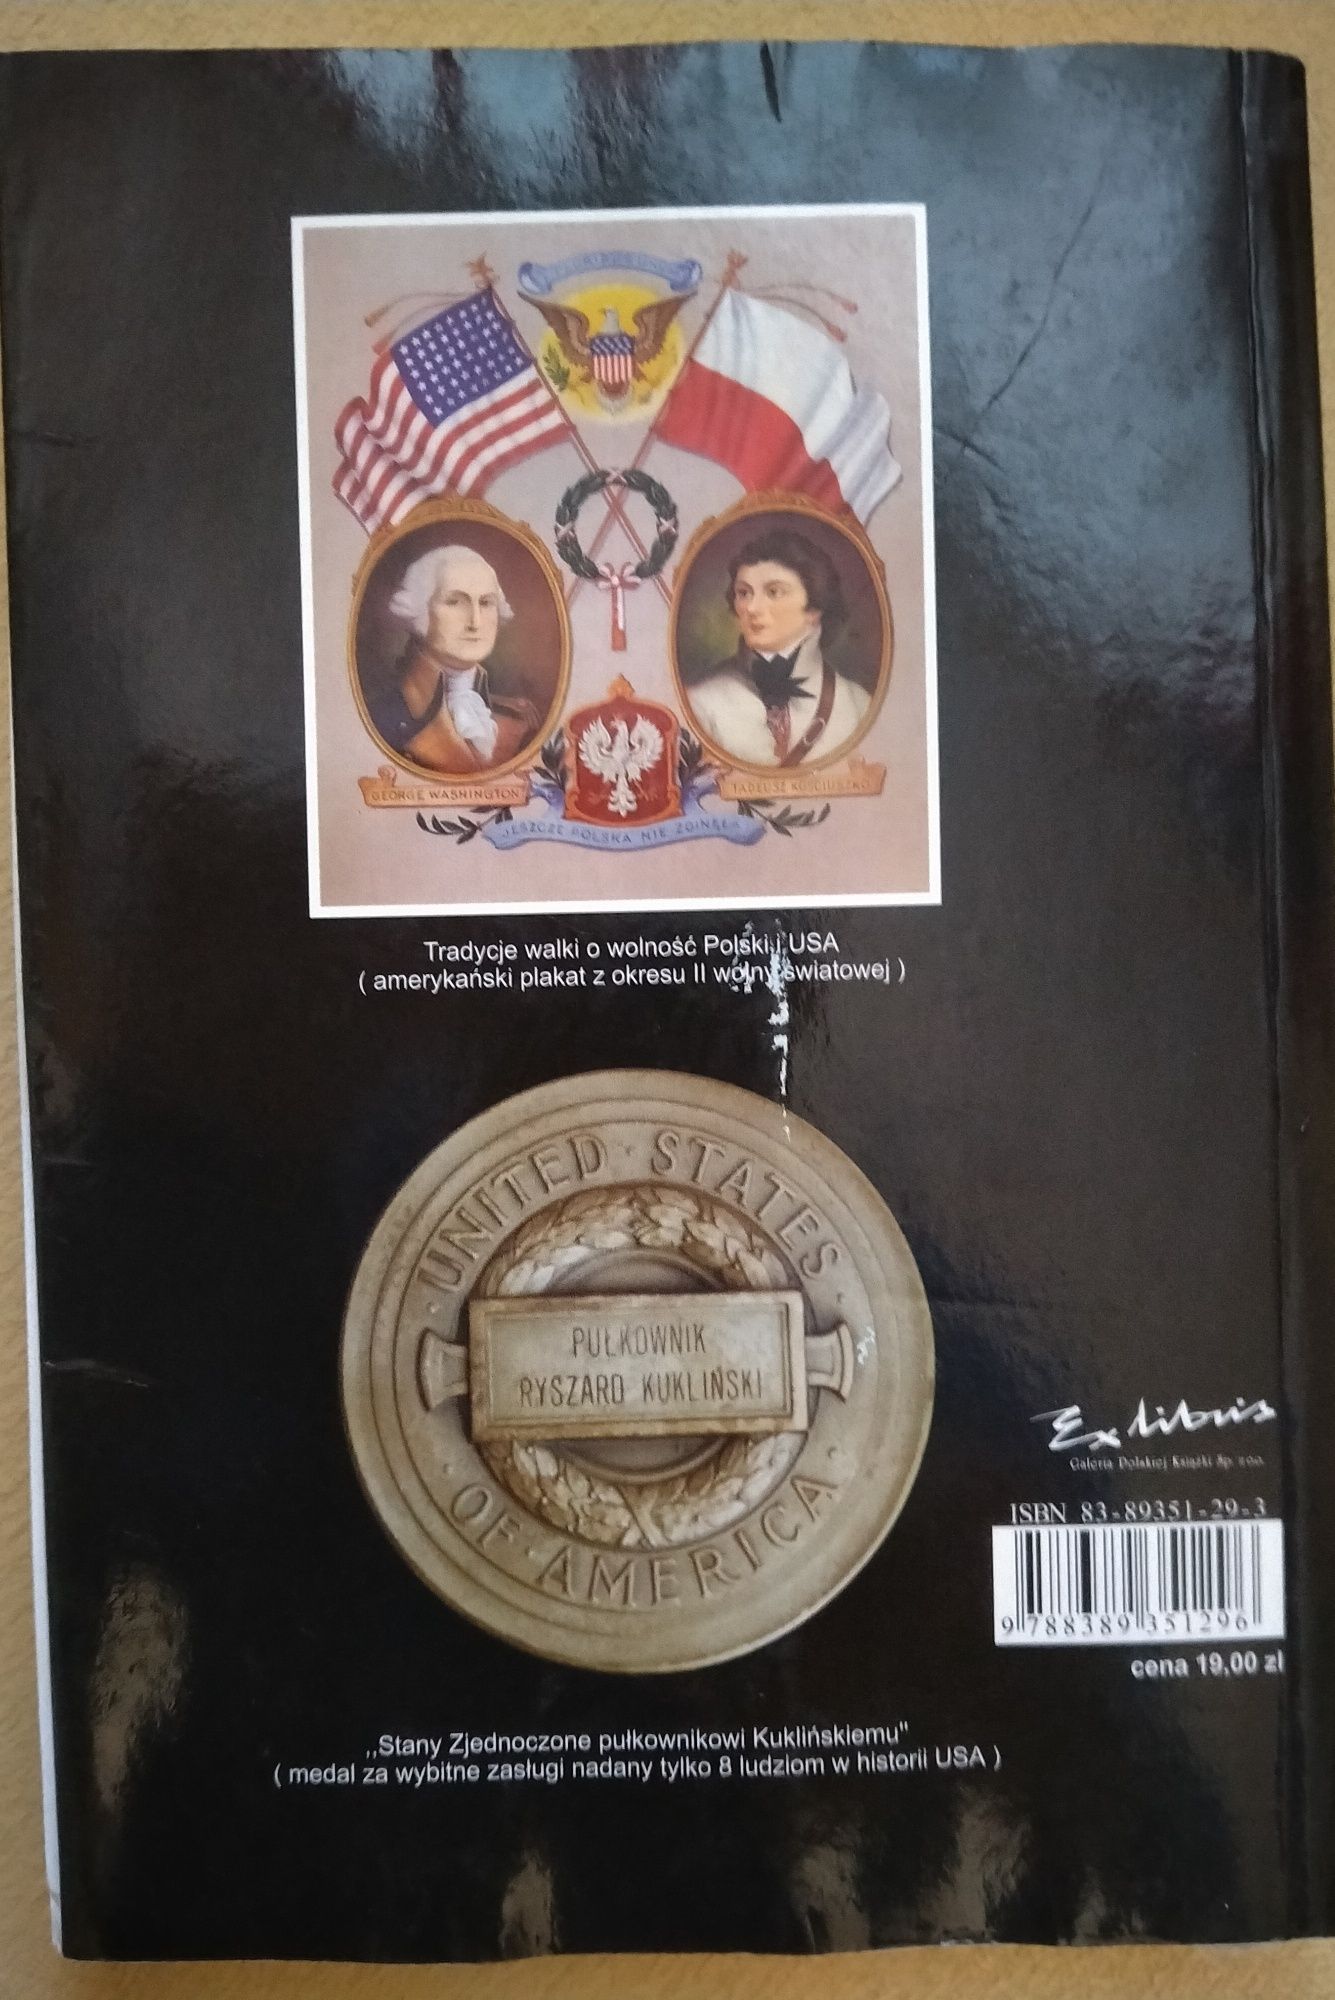 GEORGE WASHINGTON
TADEUSZ KOŚCIUSZKO
JESZCZE POLSKA NIE ZGINĘŁA
Tradycje walki o wolność Polski i USA
( amerykański plakat z okresu II wojny światowej )
UNITED STATES
PUŁKOWNIK
RYSZARD KUKLIŃSKI
OF AMERICA
Ex libris
Galeria Polskiej Książki Sp. z o.o.
ISBN 83-89351-29-3
9 788389 351296
cena 19,00 zł
,,Stany Zjednoczone pułkownikowi Kuklińskiemu"
( medal za wybitne zasługi nadany tylko 8 ludziom w historii USA )